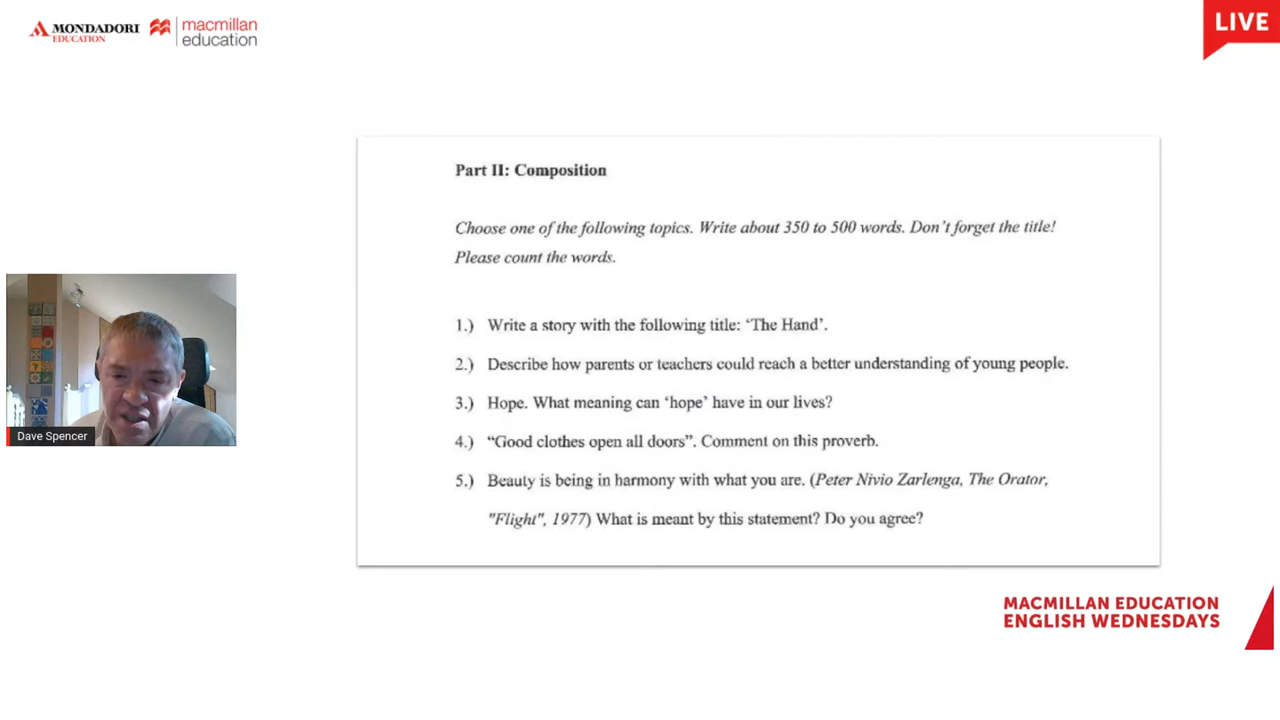 MONDADORI
EDUCATION
macmillan
education
LIVE
Part II: Composition
Choose one of the following topics. Write about 350 to 500 words. Don't forget the title!
Please count the words.
1.) Write a story with the following title: ‘The Hand’.
2.) Describe how parents or teachers could reach a better understanding of young people.
3.) Hope. What meaning can ‘hope’ have in our lives?
4.) “Good clothes open all doors”. Comment on this proverb.
5.) Beauty is being in harmony with what you are. (Peter Nivio Zarlenga, The Orator,
"Flight", 1977) What is meant by this statement? Do you agree?
Dave Spencer
MACMILLAN EDUCATION
ENGLISH WEDNESDAYS